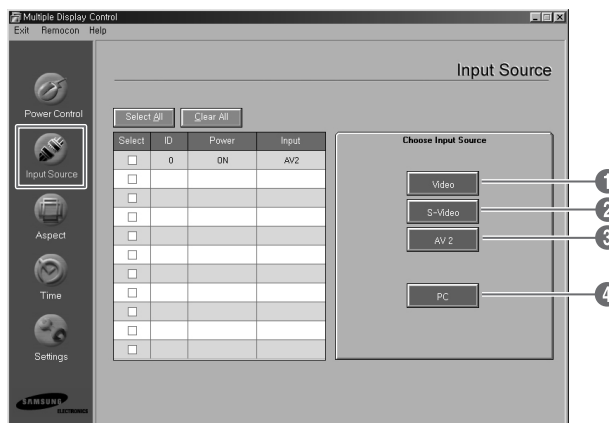 Multiple Display Control
Exit Remocon Help
Input Source
Power Control
Input Source
Aspect
Time
Settings
SAMSUNG
ELECTRONICS
Select All Clear All
Select ID Power Input
0 ON AV2
Choose Input Source
Video 1
S-Video 2
AV 2 3
PC 4